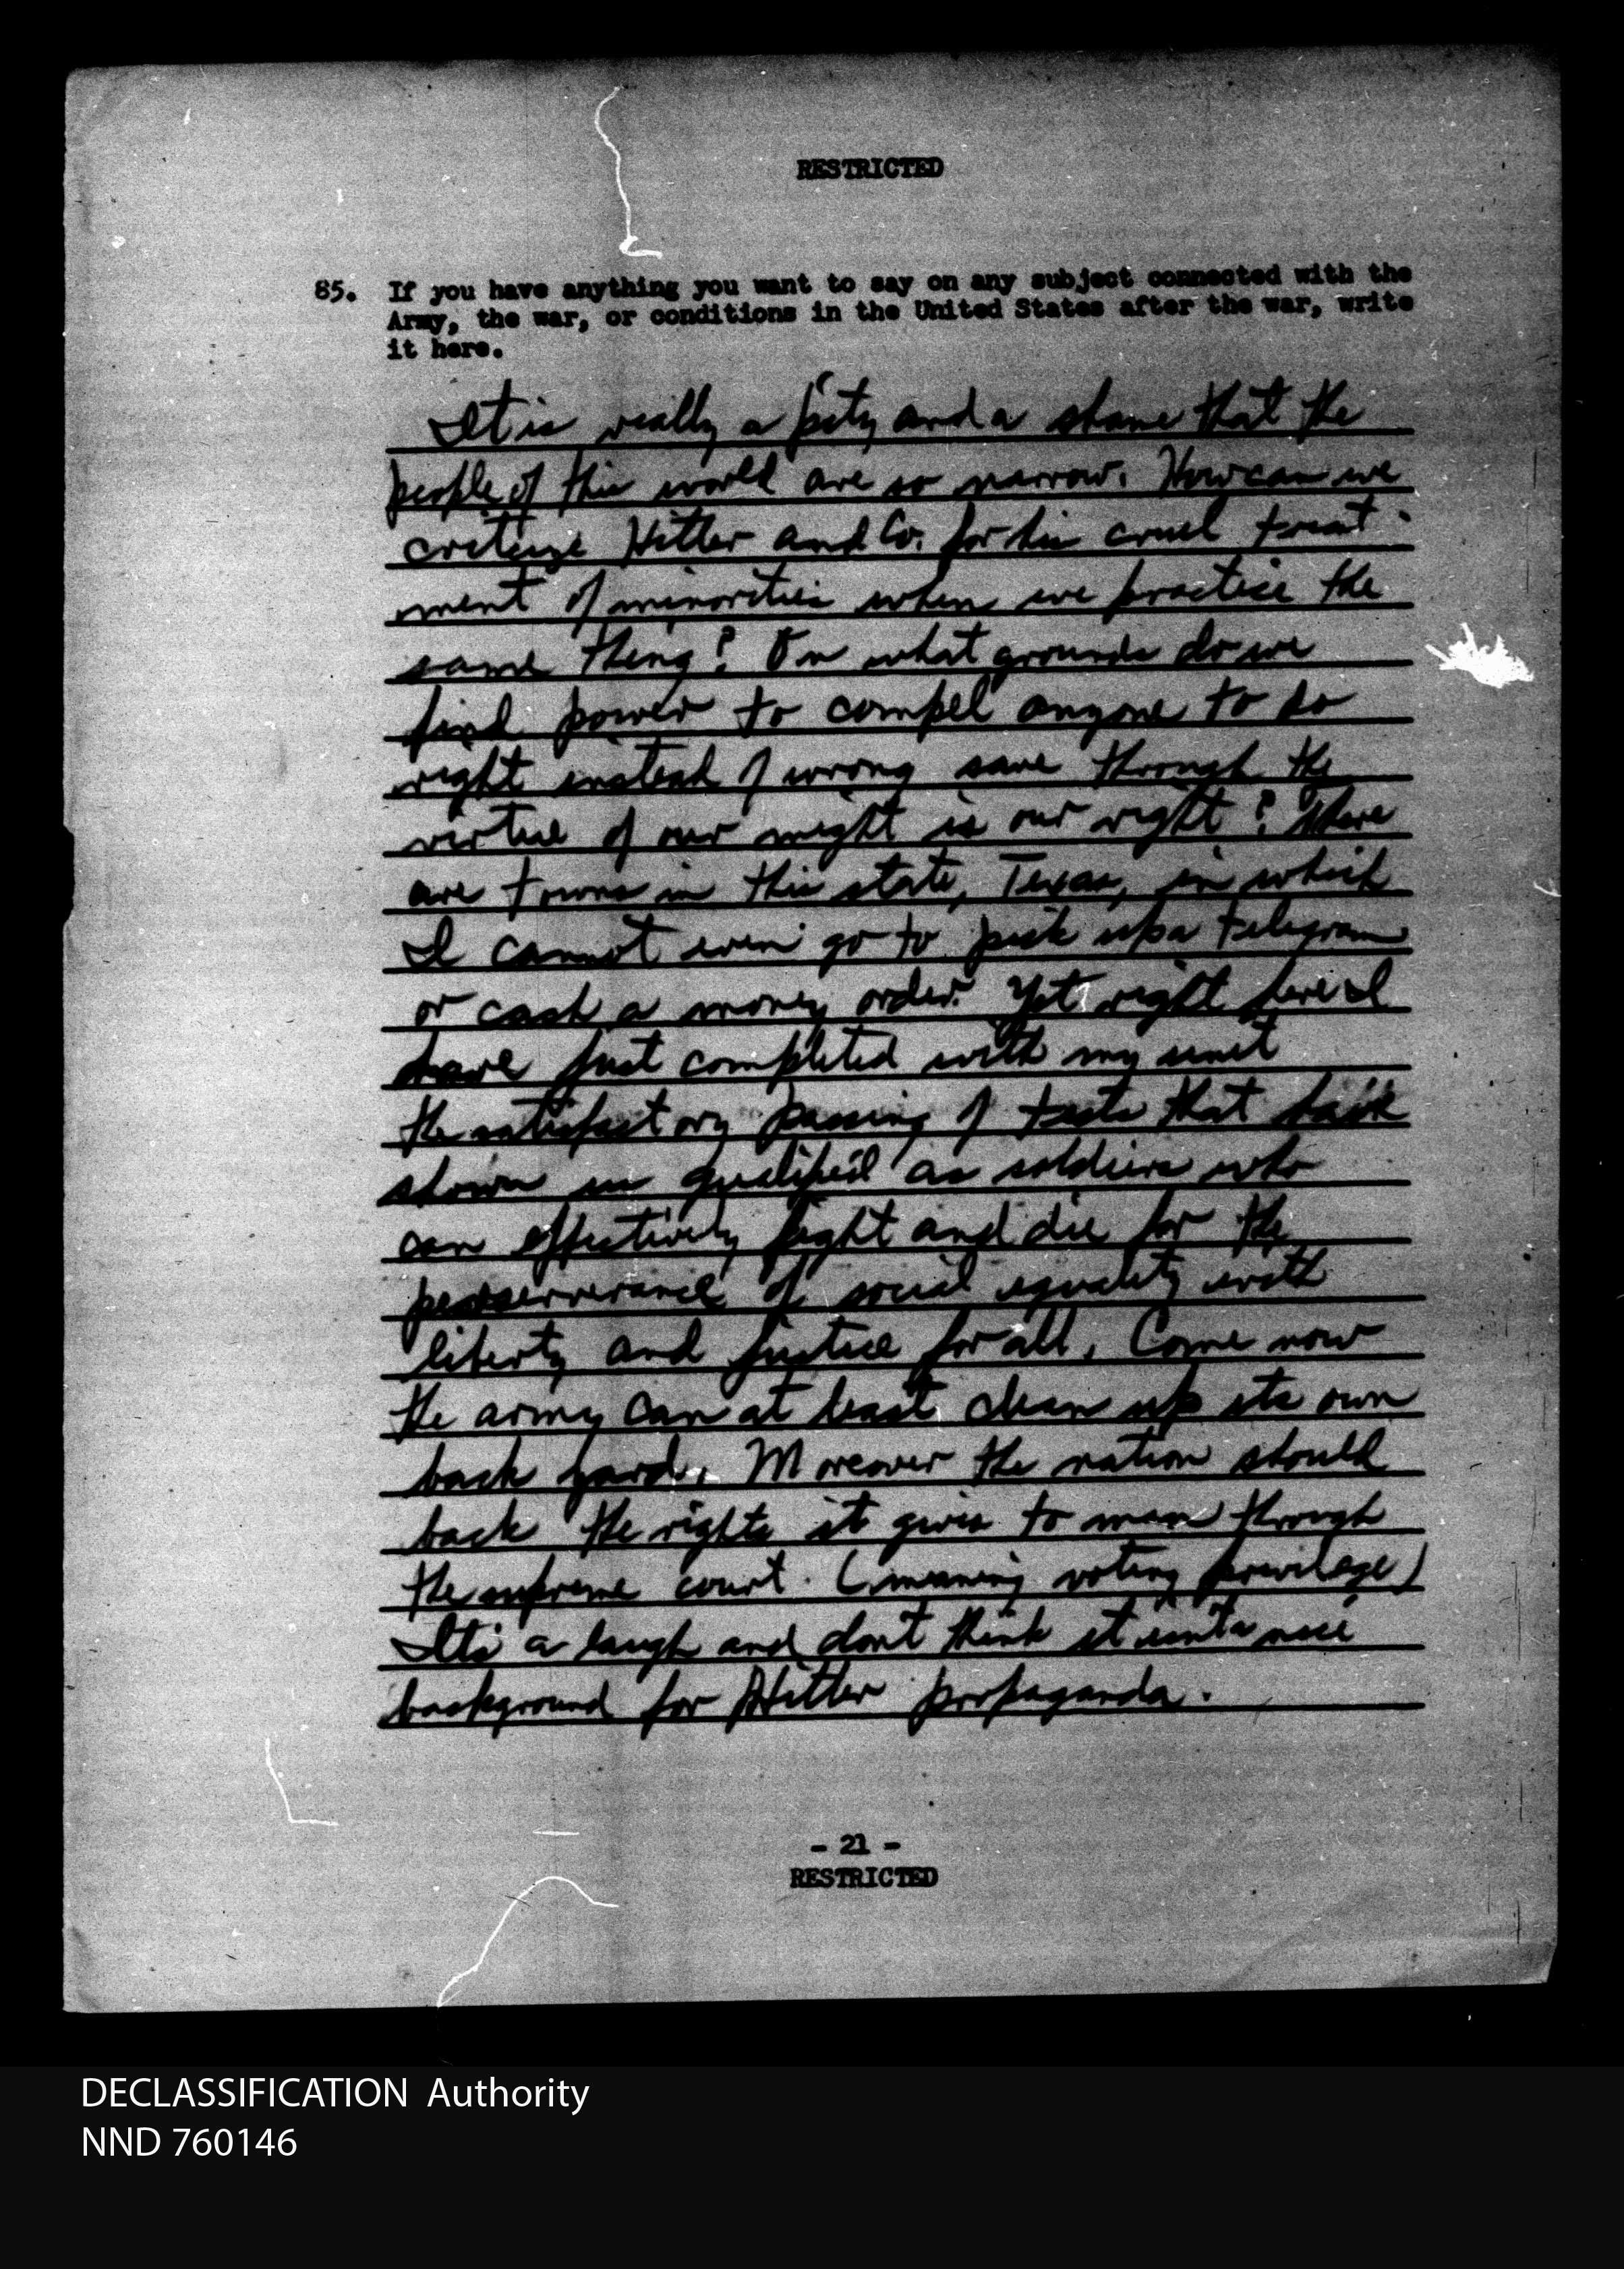 RESTRICTED
85. If you have anything you want to say on any subject connected with the
Army, the war, or conditions in the United States after the war, write
it here.
It is really a pity and a shame that the
people of this world are so narrow. How can we
critize Hitler and Co. for his cruel treat-
ment of minorities when we practice the
same thing? On what grounds do we
find power to compel anyone to do
right instead of wrong save through the
virtue of our might is our right? There
are towns in this state, Texas, in which
I cannot even go to pick up a telegram
or cash a money order. Yet right here I
have just completed with my unit
the satisfactory passing of tests that have
shown us qualified as soldiers who
can effectively fight and die for the
perserverance of social equality with
liberty and justice for all. Come now
the army can at least clean up its own
back yard. Moreover the nation should
back the rights it gives to man through
the supreme court. (meaning voting privilage)
Its a laugh and don't think it isn't a nice
background for Hitler propaganda.
- 21 -
RESTRICTED
DECLASSIFICATION Authority
NND 760146